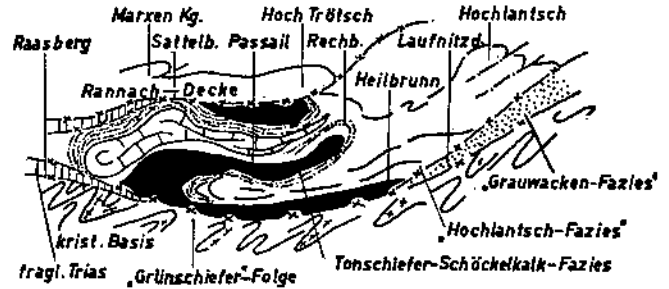 Marxen Kg.
Hoch Trötsch
Hochlantsch
Raasberg
Sattelb. Passail
Rechb.
Laufnitzd.
Heilbrunn
Rannach-Decke
„Grauwacken-Fazies"
„Hochlantsch-Fazies"
krist. Basis
Tonschiefer-Schöckelkalk-Fazies
fragl. Trias
„Grünschiefer"-Folge